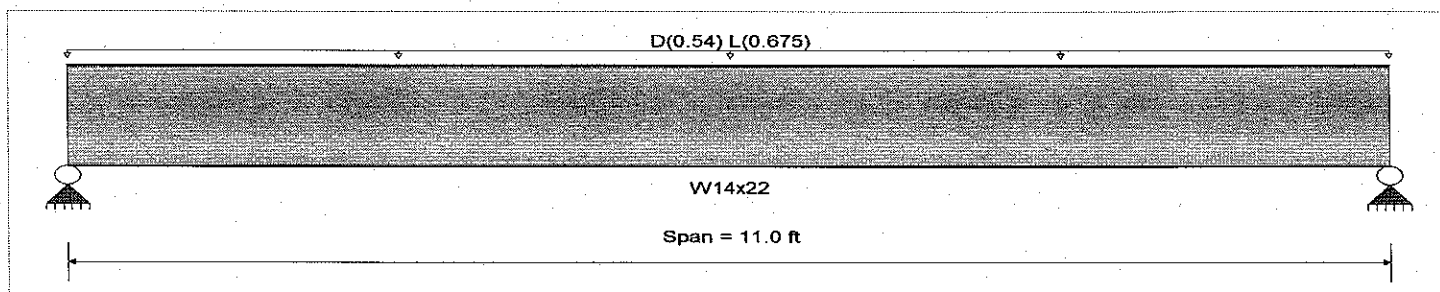 D(0.54) L(0.675)
W14x22
Span = 11.0 ft